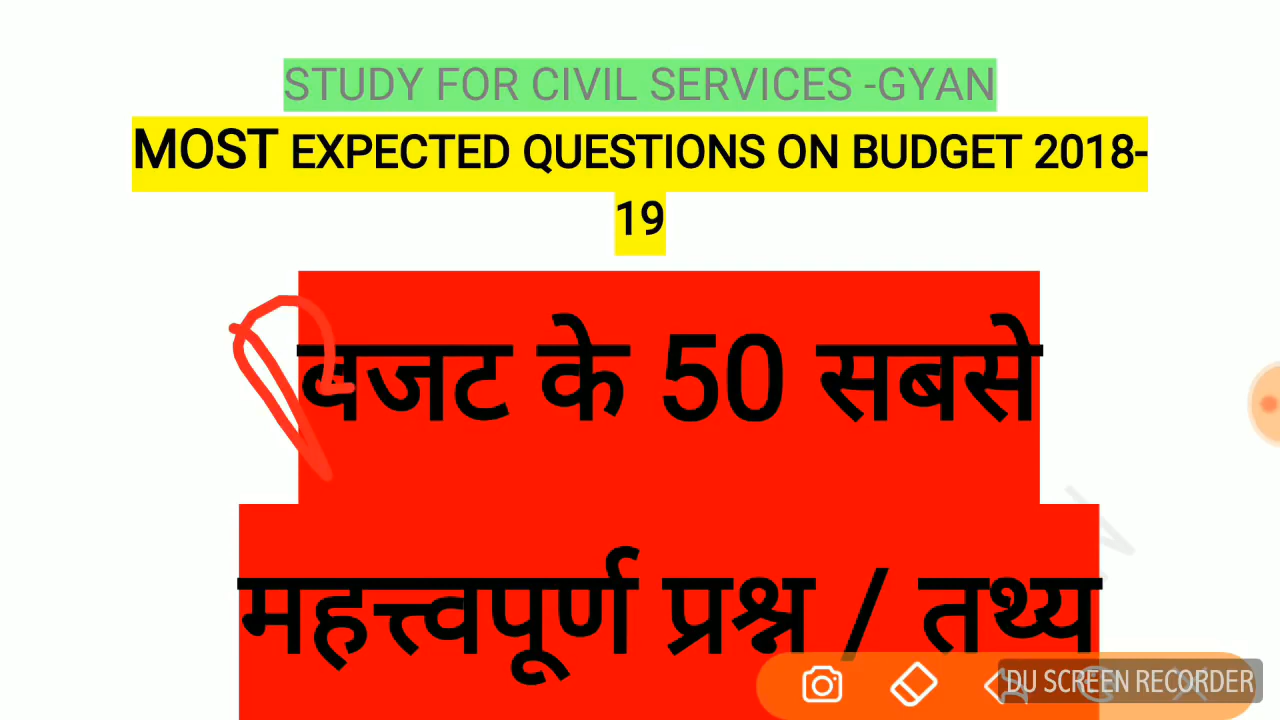 STUDY FOR CIVIL SERVICES -GYAN
MOST EXPECTED QUESTIONS ON BUDGET 2018-
19
वजट के 50 सबसे
महत्त्वपूर्ण प्रश्न / तथ्य
DU SCREEN RECORDER